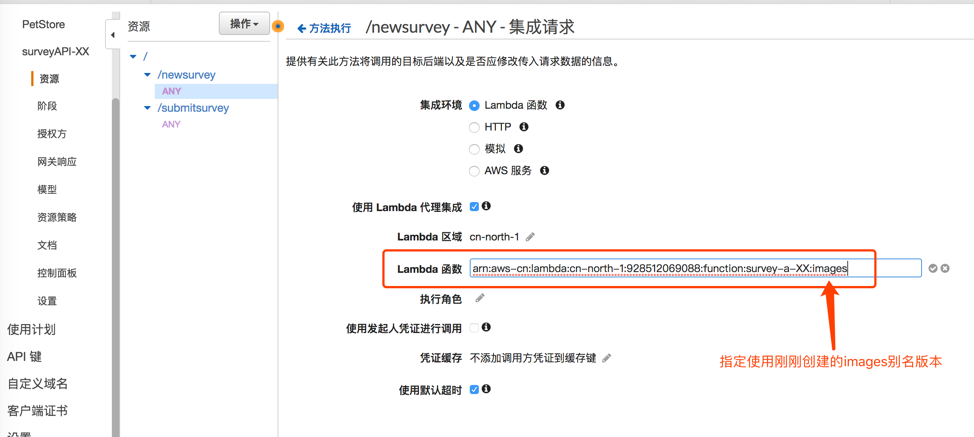 PetStore
surveyAPI-XX
资源
阶段
授权方
网关响应
模型
资源策略
文档
控制面板
设置
使用计划
API 键
自定义域名
客户端证书
设置
资源
操作
/
/newsurvey
ANY
/submitsurvey
ANY
方法执行 /newsurvey - ANY - 集成请求
提供有关此方法将调用的目标后端以及是否应修改传入请求数据的信息。
集成环境 Lambda 函数
HTTP
模拟
AWS 服务
使用 Lambda 代理集成
Lambda 区域 cn-north-1
Lambda 函数 arn:aws-cn:lambda:cn-north-1:928512069088:function:survey-a-XX:images
执行角色
使用发起人凭证进行调用
凭证缓存 不添加调用方凭证到缓存键
使用默认超时
指定使用刚刚创建的images别名版本